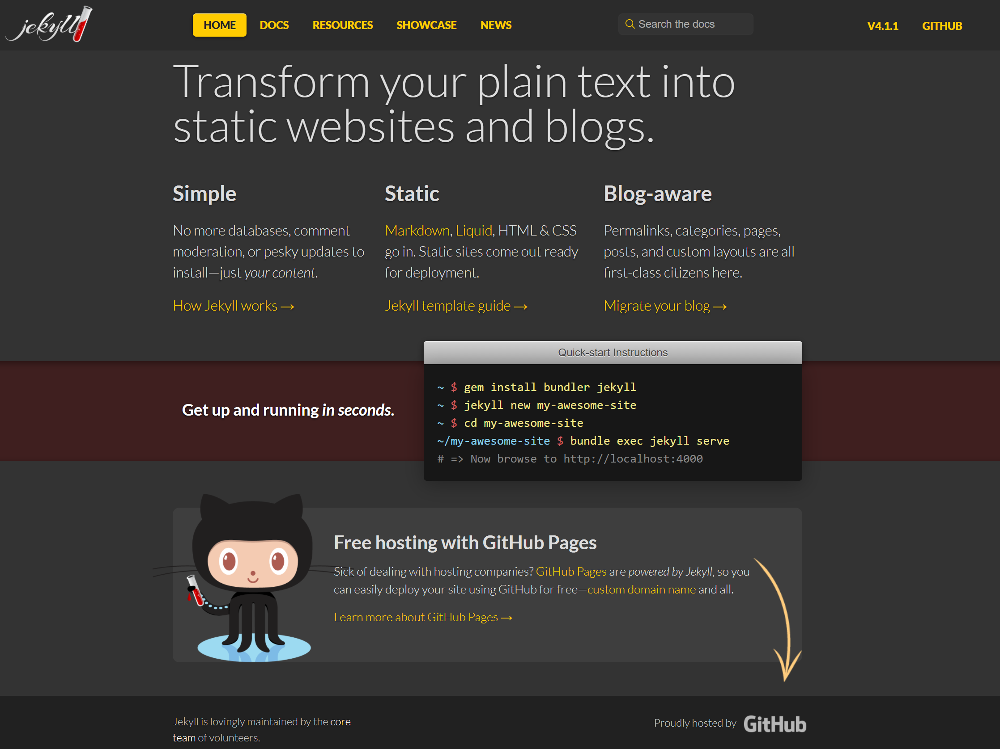 jekyll
HOME
DOCS
RESOURCES
SHOWCASE
NEWS
Search the docs
V4.1.1
GITHUB
Transform your plain text into
static websites and blogs.
Simple
No more databases, comment
moderation, or pesky updates to
install—just your content.
How Jekyll works →
Static
Markdown, Liquid, HTML & CSS
go in. Static sites come out ready
for deployment.
Jekyll template guide →
Blog-aware
Permalinks, categories, pages,
posts, and custom layouts are all
first-class citizens here.
Migrate your blog →
Get up and running in seconds.
Quick-start Instructions
~ $ gem install bundler jekyll
~ $ jekyll new my-awesome-site
~ $ cd my-awesome-site
~/my-awesome-site $ bundle exec jekyll serve
# => Now browse to http://localhost:4000
Free hosting with GitHub Pages
Sick of dealing with hosting companies? GitHub Pages are powered by Jekyll, so you
can easily deploy your site using GitHub for free—custom domain name and all.
Learn more about GitHub Pages →
Jekyll is lovingly maintained by the core
team of volunteers.
Proudly hosted by GitHub